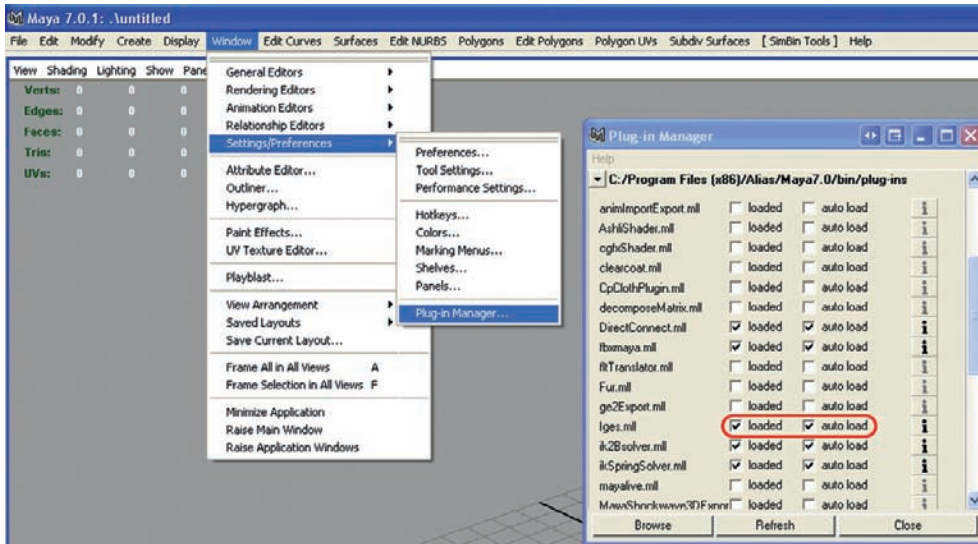 Maya 7.0.1: .\untitled
File Edit Modify Create Display Window Edit Curves Surfaces Edit NURBS Polygons Edit Polygons Polygon UVs Subdiv Surfaces [ SimBin Tools ] Help
View Shading Lighting Show Pane
Verts: 0 0 0
Edges: 0 0 0
Faces: 0 0 0
Tris: 0 0 0
UVs: 0 0 0
General Editors
Rendering Editors
Animation Editors
Relationship Editors
Settings/Preferences
Attribute Editor...
Outliner...
Hypergraph...
Paint Effects...
UV Texture Editor...
Playblast...
View Arrangement
Saved Layouts
Save Current Layout...
Frame All in All Views A
Frame Selection in All Views F
Minimize Application
Raise Main Window
Raise Application Windows
Preferences...
Tool Settings...
Performance Settings...
Hotkeys...
Colors...
Marking Menus...
Shelves...
Panels...
Plug-in Manager...
Plug-in Manager
Help
C:/Program Files (x86)/Alias/Maya7.0/bin/plug-ins
animImportExport.mll loaded auto load i
AshliShader.mll loaded auto load i
cgfxShader.mll loaded auto load i
clearcoat.mll loaded auto load i
CpClothPlugin.mll loaded auto load i
decomposeMatrix.mll loaded auto load i
DirectConnect.mll loaded auto load i
fbxmaya.mll loaded auto load i
fltTranslator.mll loaded auto load i
Fur.mll loaded auto load i
ge2Export.mll loaded auto load i
Iges.mll loaded auto load i
ik2Bsolver.mll loaded auto load i
ikSpringSolver.mll loaded auto load i
mayalive.mll loaded auto load i
MayaShockwave3DExpor loaded auto load i
Browse Refresh Close